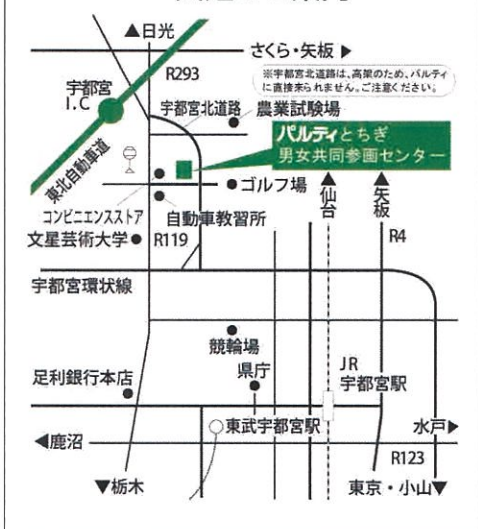 ▲日光
さくら・矢板▶
R293
※宇都宮北道路は、高架のため、パルティ
に直接来られません。ご注意ください。
宇都宮
I.C
宇都宮北道路
農業試験場
パルティとちぎ
男女共同参画センター
東北自動車道
ゴルフ場
▲仙台
▲矢板
コンビニエンスストア
自動車教習所
文星芸術大学
R119
R4
宇都宮環状線
競輪場
足利銀行本店
県庁
JR
宇都宮駅
東武宇都宮駅
水戸▶
◀鹿沼
R123
▼栃木
東京・小山▼